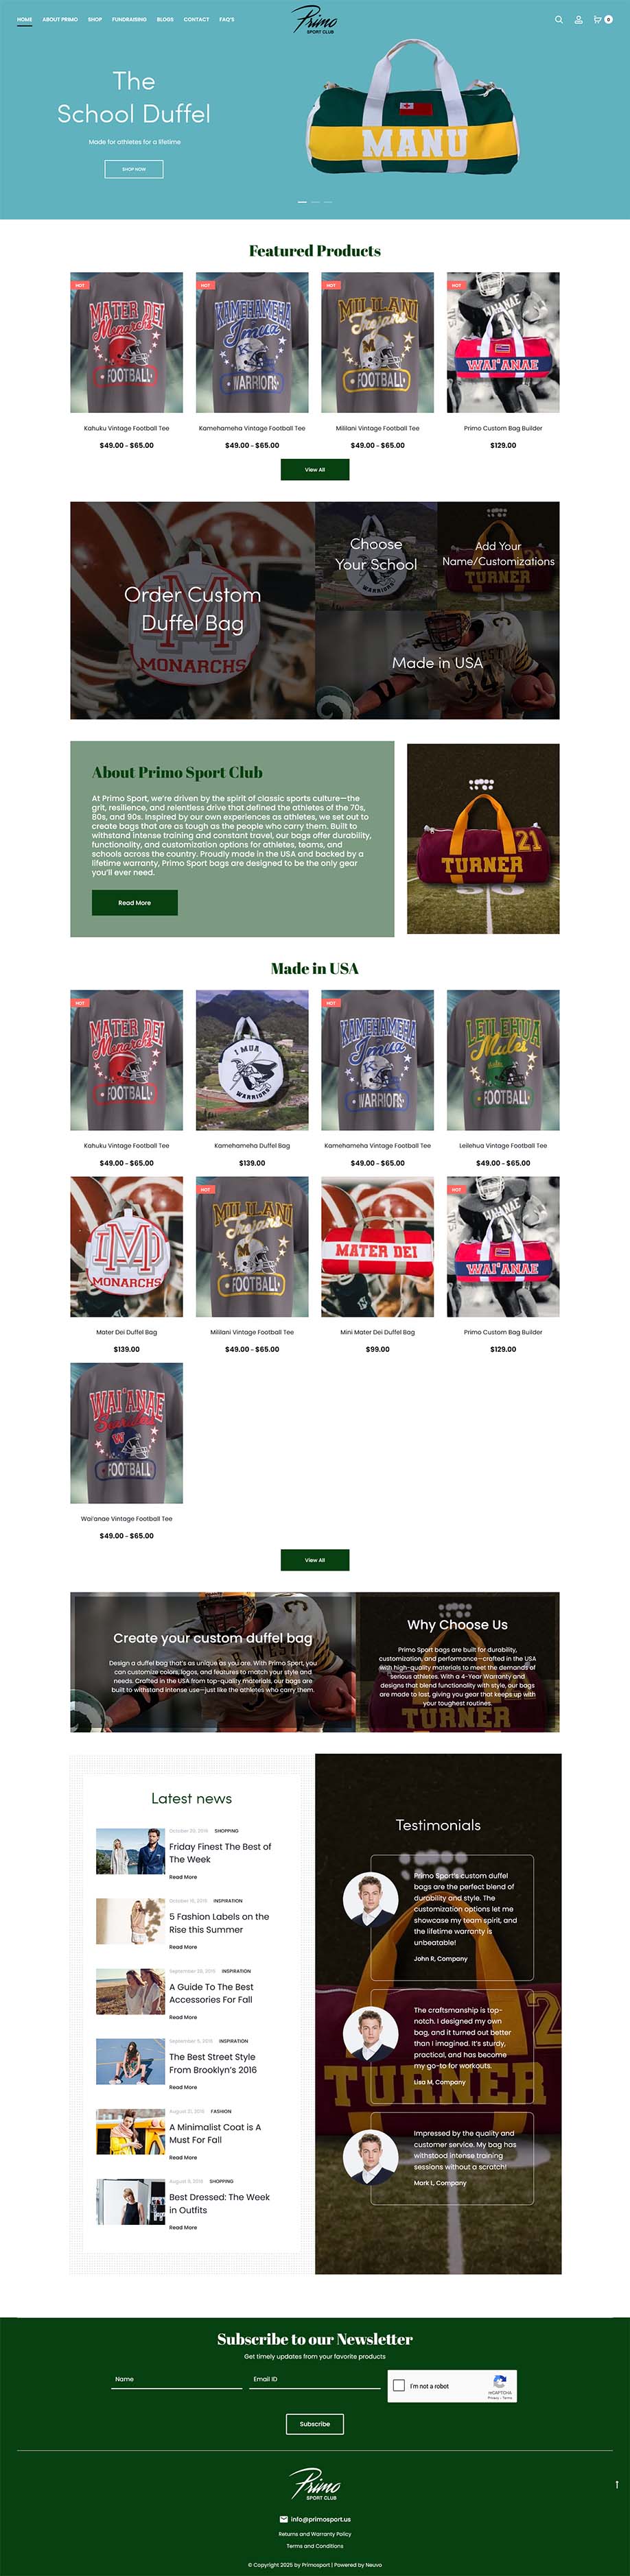 HOME ABOUT PRIMO SHOP FUNDRAISING BLOGS CONTACT FAQ'S
Primo
SPORT CLUB
0
The
School Duffel
Made for athletes for a lifetime
SHOP NOW
MANU
Featured Products
HOT
MATER DEI
Monarchs
FOOTBALL
HOT
KAMEHAMEHA
Imua
WARRIORS
HOT
MILILANI
Trojans
M
FOOTBALL
HOT
WAIANAE
WAI'ANAE
Kahuku Vintage Football Tee
$49.00 - $65.00
Kamehameha Vintage Football Tee
$49.00 - $65.00
Mililani Vintage Football Tee
$49.00 - $65.00
Primo Custom Bag Builder
$129.00
View All
Order Custom
Duffel Bag
MONARCHS
Choose
Your School
WARRIORS
Add Your
Name/Customizations
TURNER
21
Made in USA
WEST
34
About Primo Sport Club
At Primo Sport, we're driven by the spirit of classic sports culture—the
grit, resilience, and relentless drive that defined the athletes of the 70s,
80s, and 90s. Inspired by our own experiences as athletes, we set out to
create bags that are as tough as the people who carry them. Built to
withstand intense training and constant travel, our bags offer durability,
functionality, and customization options for athletes, teams, and
schools across the country. Proudly made in the USA and backed by a
lifetime warranty, Primo Sport bags are designed to be the only gear
you'll ever need.
Read More
TURNER
21
Made in USA
HOT
MATER DEI
Monarchs
FOOTBALL
I MUA
WARRIORS
HOT
KAMEHAMEHA
Imua
WARRIORS
LEILEHUA
Mules
FOOTBALL
Kahuku Vintage Football Tee
$49.00 - $65.00
Kamehameha Duffel Bag
$139.00
Kamehameha Vintage Football Tee
$49.00 - $65.00
Leilehua Vintage Football Tee
$49.00 - $65.00
MD
MONARCHS
HOT
MILILANI
Trojans
M
FOOTBALL
MATER DEI
HOT
WAIANAE
WAI'ANAE
Mater Dei Duffel Bag
$139.00
Mililani Vintage Football Tee
$49.00 - $65.00
Mini Mater Dei Duffel Bag
$99.00
Primo Custom Bag Builder
$129.00
WAI'ANAE
W
FOOTBALL
Wai'anae Vintage Football Tee
$49.00 - $65.00
View All
Create your custom duffel bag
Design a duffel bag that's as unique as you are. With Primo Sport, you
can customize colors, logos, and features to match your style and
needs. Crafted in the USA from top-quality materials, our bags are
built to withstand intense use—just like the athletes who carry them.
Why Choose Us
Primo Sport bags are built for durability,
customization, and performance—crafted in the USA
with high-quality materials to meet the demands of
serious athletes. With a 4-Year Warranty and
designs that blend functionality with style, our bags
are made to last, giving you gear that keeps up with
your toughest routines.
TURNER
Latest news
October 20, 2016 SHOPPING
Friday Finest The Best of
The Week
Read More
INSPIRATION
5 Fashion Labels on the
Rise this Summer
Read More
INSPIRATION
A Guide To The Best
Accessories For Fall
Read More
INSPIRATION
The Best Street Style
From Brooklyn's 2016
Read More
FASHION
A Minimalist Coat is A
Must For Fall
Read More
SHOPPING
Best Dressed: The Week
in Outfits
Read More
Testimonials
Primo Sport's custom duffel
bags are the perfect blend of
durability and style. The
customization options let me
showcase my team spirit, and
the lifetime warranty is
unbeatable!
John R, Company
The craftsmanship is top-
notch. I designed my own
bag, and it turned out better
than I imagined. It's sturdy,
practical, and has become
my go-to for workouts.
Lisa M, Company
TURNER
2
Impressed by the quality and
customer service. My bag has
withstood intense training
sessions without a scratch!
Mark L, Company
Subscribe to our Newsletter
Get timely updates from your favorite products
Name
Email ID
I'm not a robot
reCAPTCHA
Privacy - Terms
Subscribe
Primo
SPORT CLUB
info@primosport.us
Returns and Warranty Policy
Terms and Conditions
© Copyright 2025 by Primosport | Powered by Neuvo